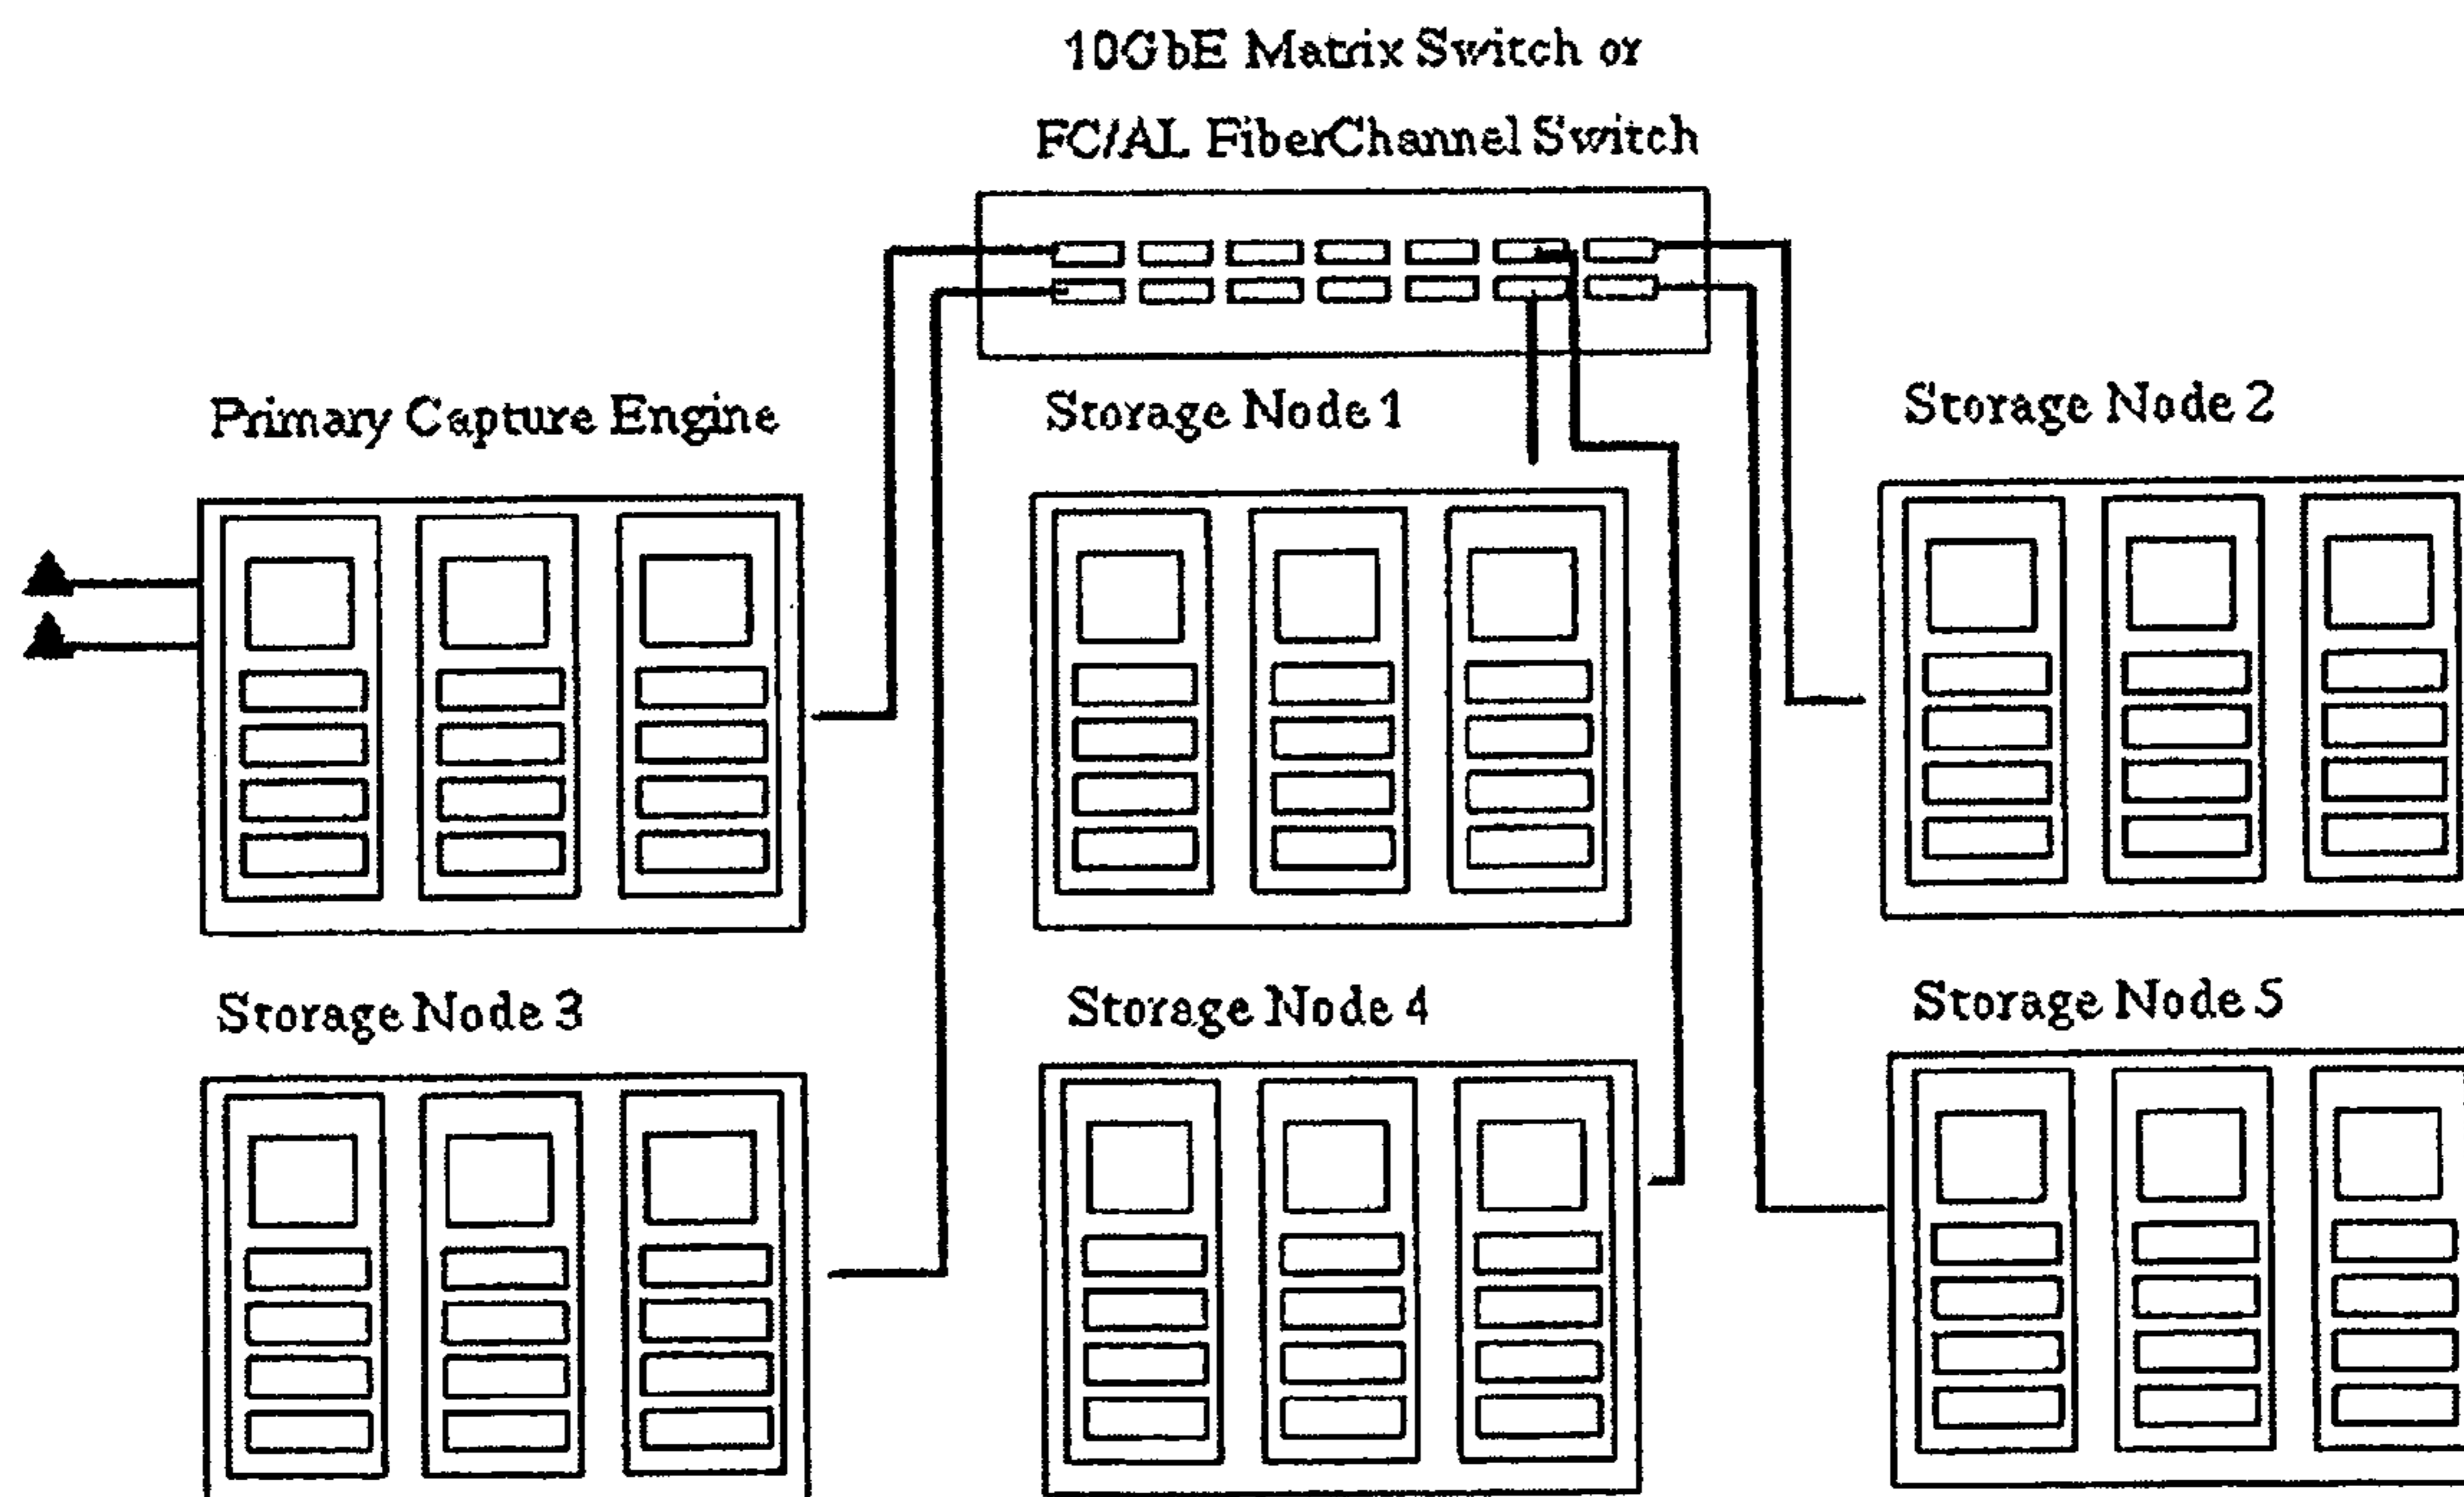 10GbE Matrix Switch or
FC/AL FiberChannel Switch
Primary Capture Engine
Storage Node 1
Storage Node 2
Storage Node 3
Storage Node 4
Storage Node 5